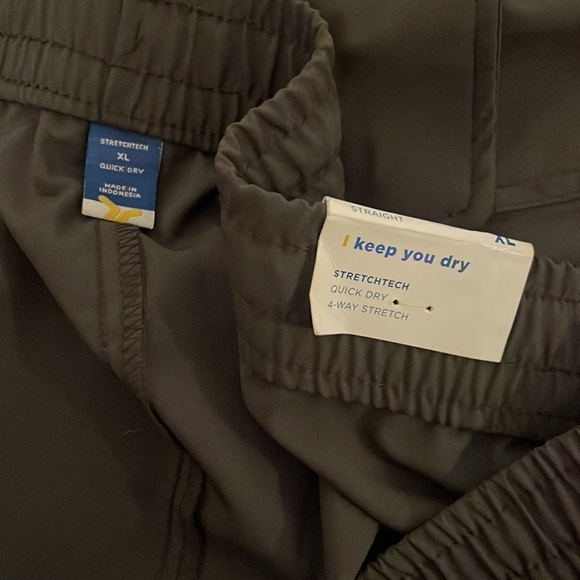 STRETCHTECH
XL
QUICK DRY
MADE IN
INDONESIA
STRAIGHT XL
I keep you dry
STRETCHTECH
QUICK DRY
4-WAY STRETCH